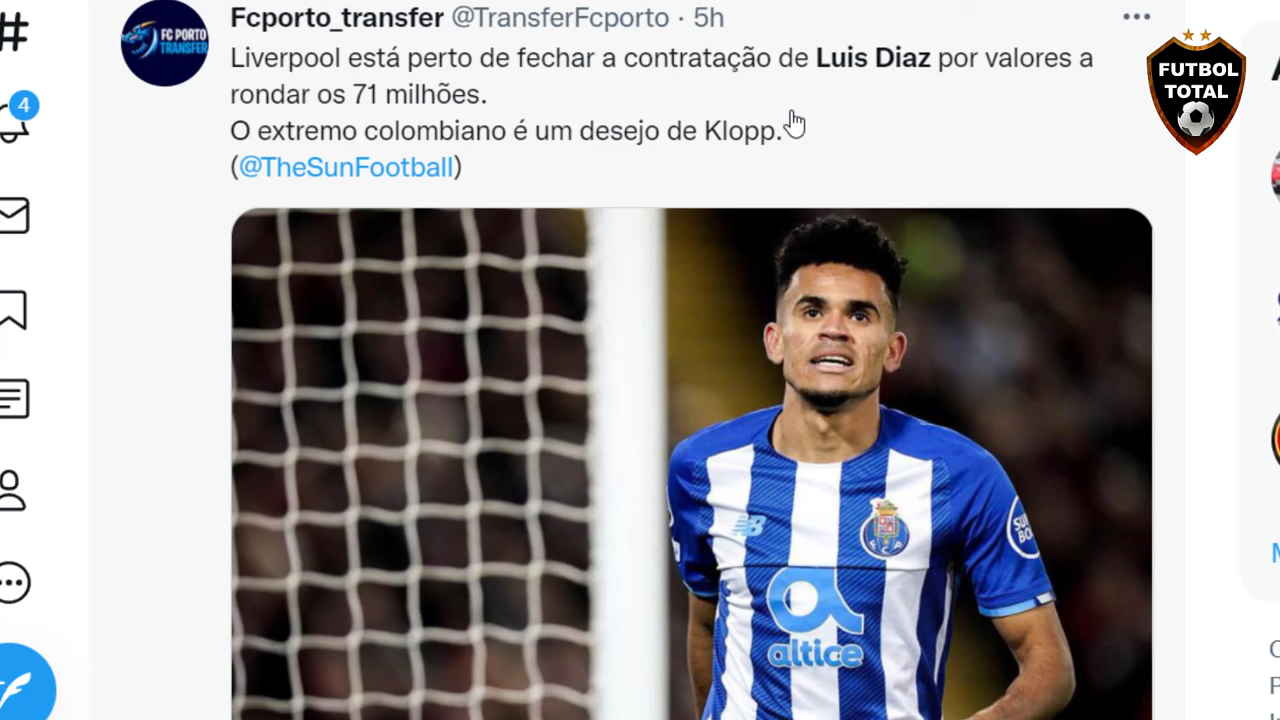 Fcporto_transfer @TransferFcporto · 5h
FC PORTO
TRANSFER
Liverpool está perto de fechar a contratação de Luis Diaz por valores a
rondar os 71 milhões.
O extremo colombiano é um desejo de Klopp.
(@TheSunFootball)
4
FUTBOL
TOTAL
FCP
altice